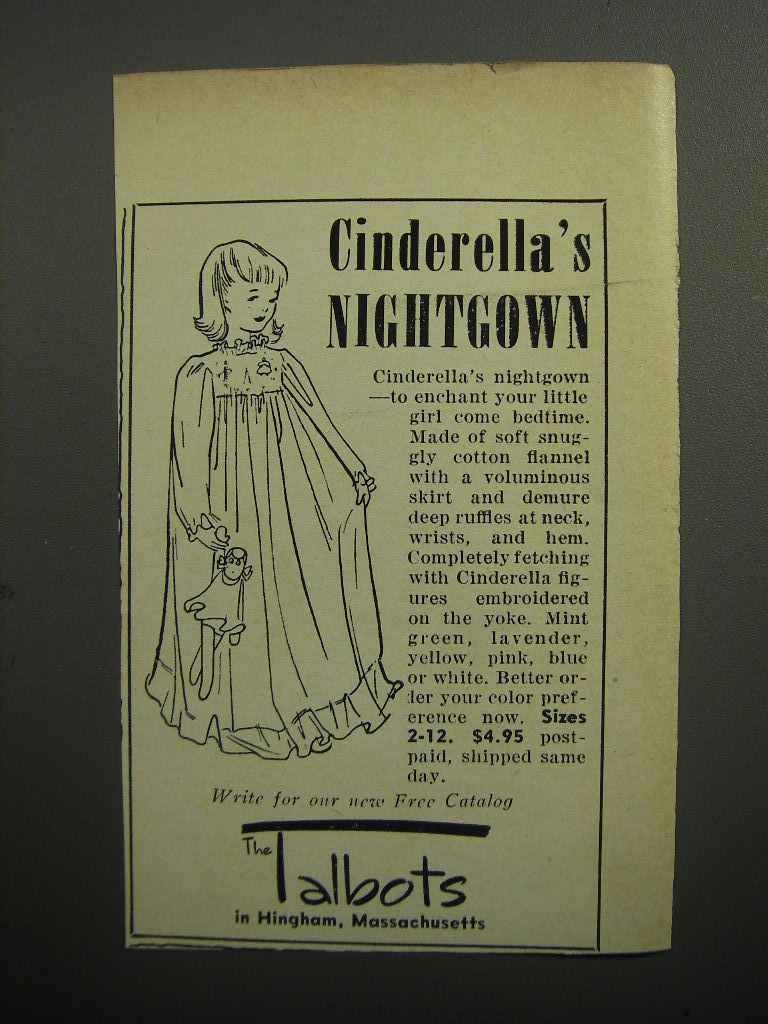 Cinderella's
NIGHTGOWN
Cinderella's nightgown
—to enchant your little
girl come bedtime.
Made of soft snug-
gly cotton flannel
with a voluminous
skirt and demure
deep ruffles at neck,
wrists, and hem.
Completely fetching
with Cinderella fig-
ures embroidered
on the yoke. Mint
green, lavender,
yellow, pink, blue
or white. Better or-
der your color pref-
erence now. Sizes
2-12. $4.95 post-
paid, shipped same
day.
Write for our new Free Catalog
The
Talbots
in Hingham, Massachusetts